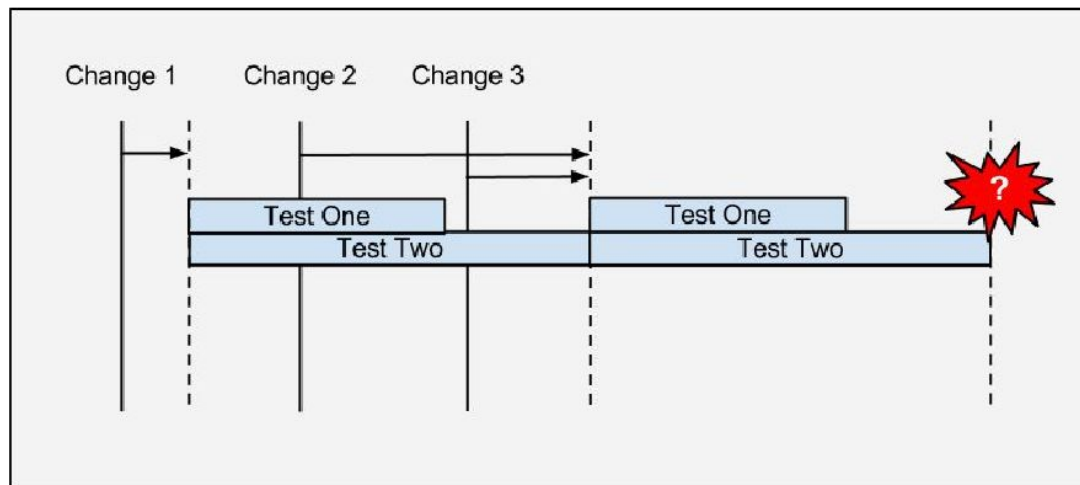 Change 1
Change 2
Change 3
?
Test One
Test One
Test Two
Test Two